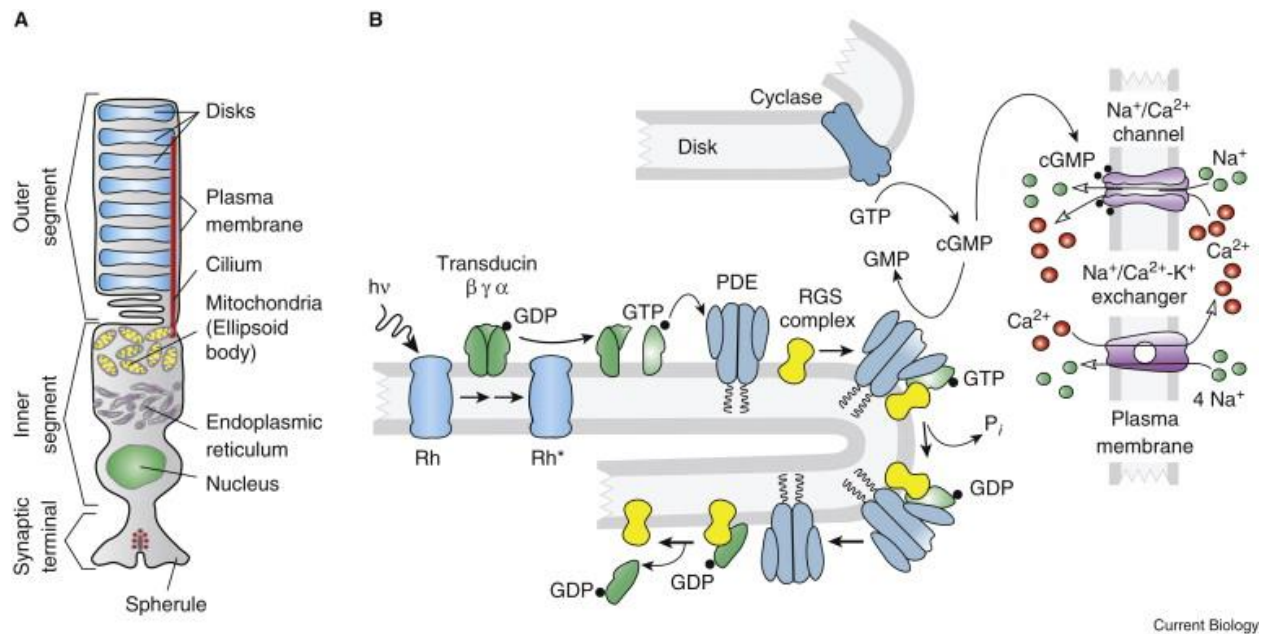 A
Outer
segment
Inner
segment
Synaptic
terminal
Disks
Plasma
membrane
Cilium
Mitochondria
(Ellipsoid
body)
Endoplasmic
reticulum
Nucleus
Spherule
B
Cyclase
Disk
GTP
cGMP
GMP
hν
Transducin
β γ α
GDP
GTP
PDE
RGS
complex
GTP
Pi
GDP
Rh
Rh*
GDP
GDP
Na⁺/Ca²⁺
channel
cGMP
Na⁺
Ca²⁺
Na⁺/Ca²⁺-K⁺
exchanger
Ca²⁺
4 Na⁺
Plasma
membrane
Current Biology